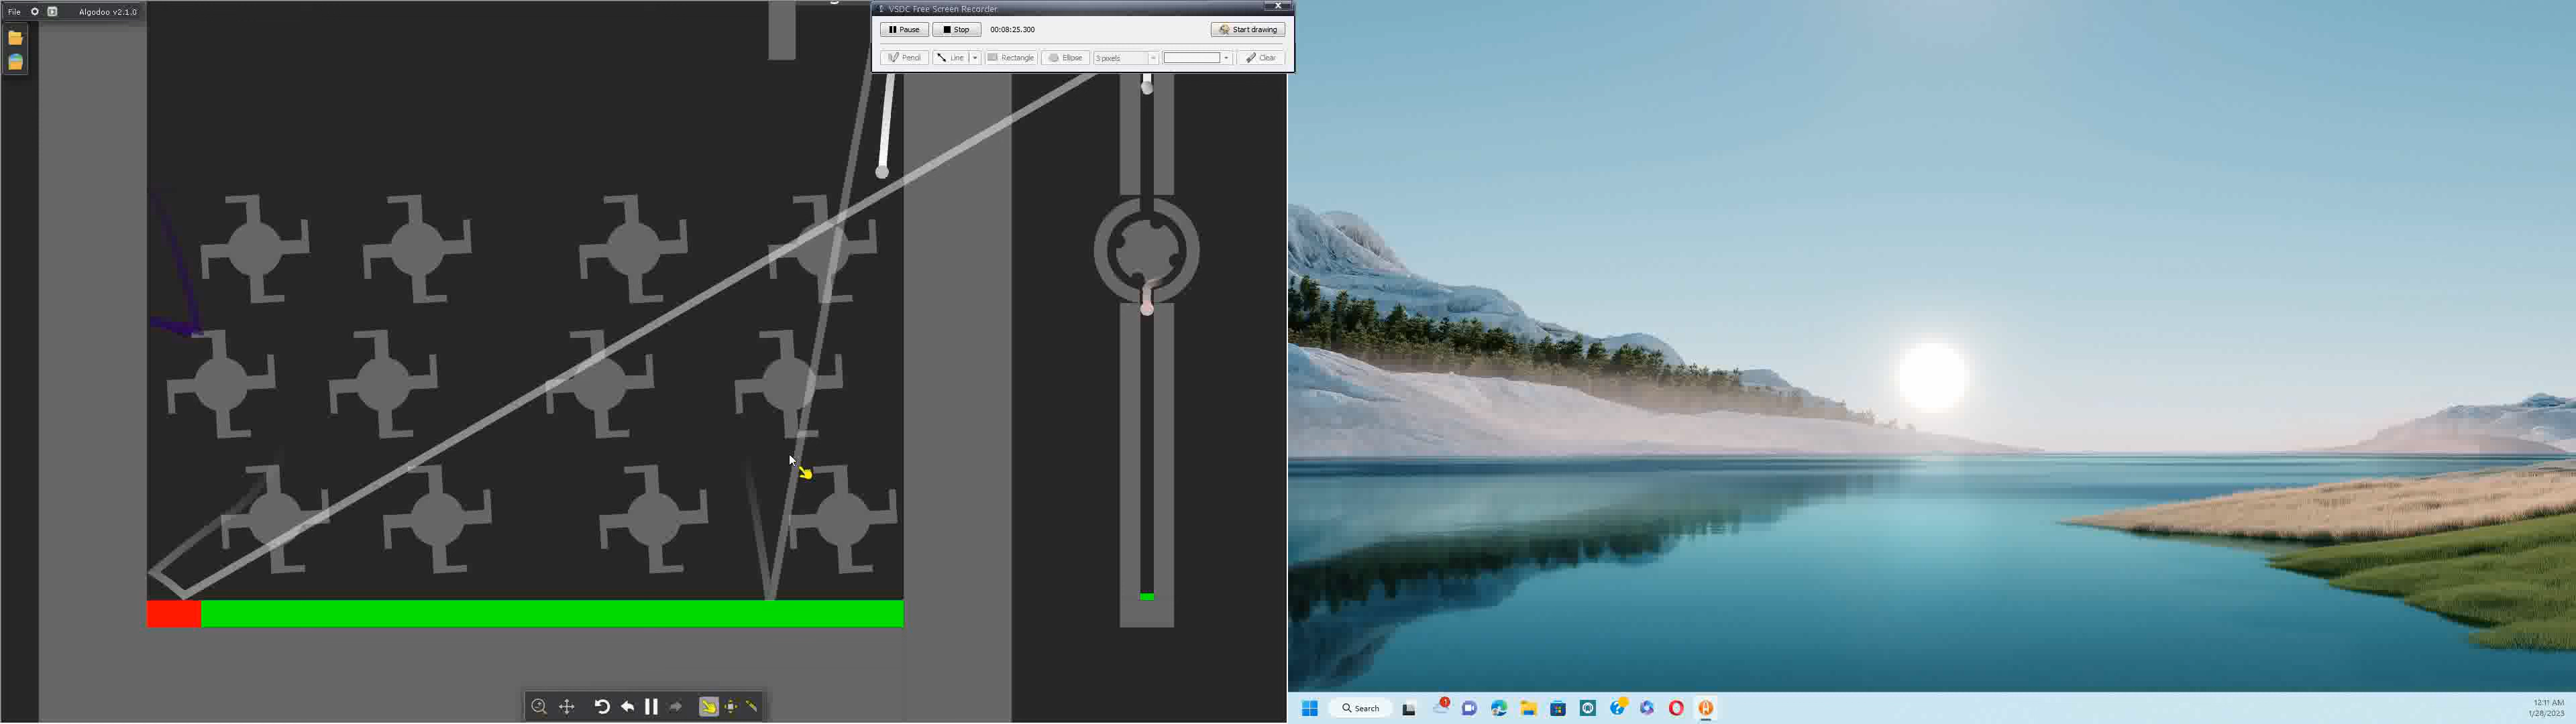 File Algodoo v2.1.0
VSDC Free Screen Recorder
Pause Stop 00:08:25.300 Start drawing
Pencil Line Rectangle Ellipse 3 pixels Clear
Search
1
12:11 AM
1/28/2023